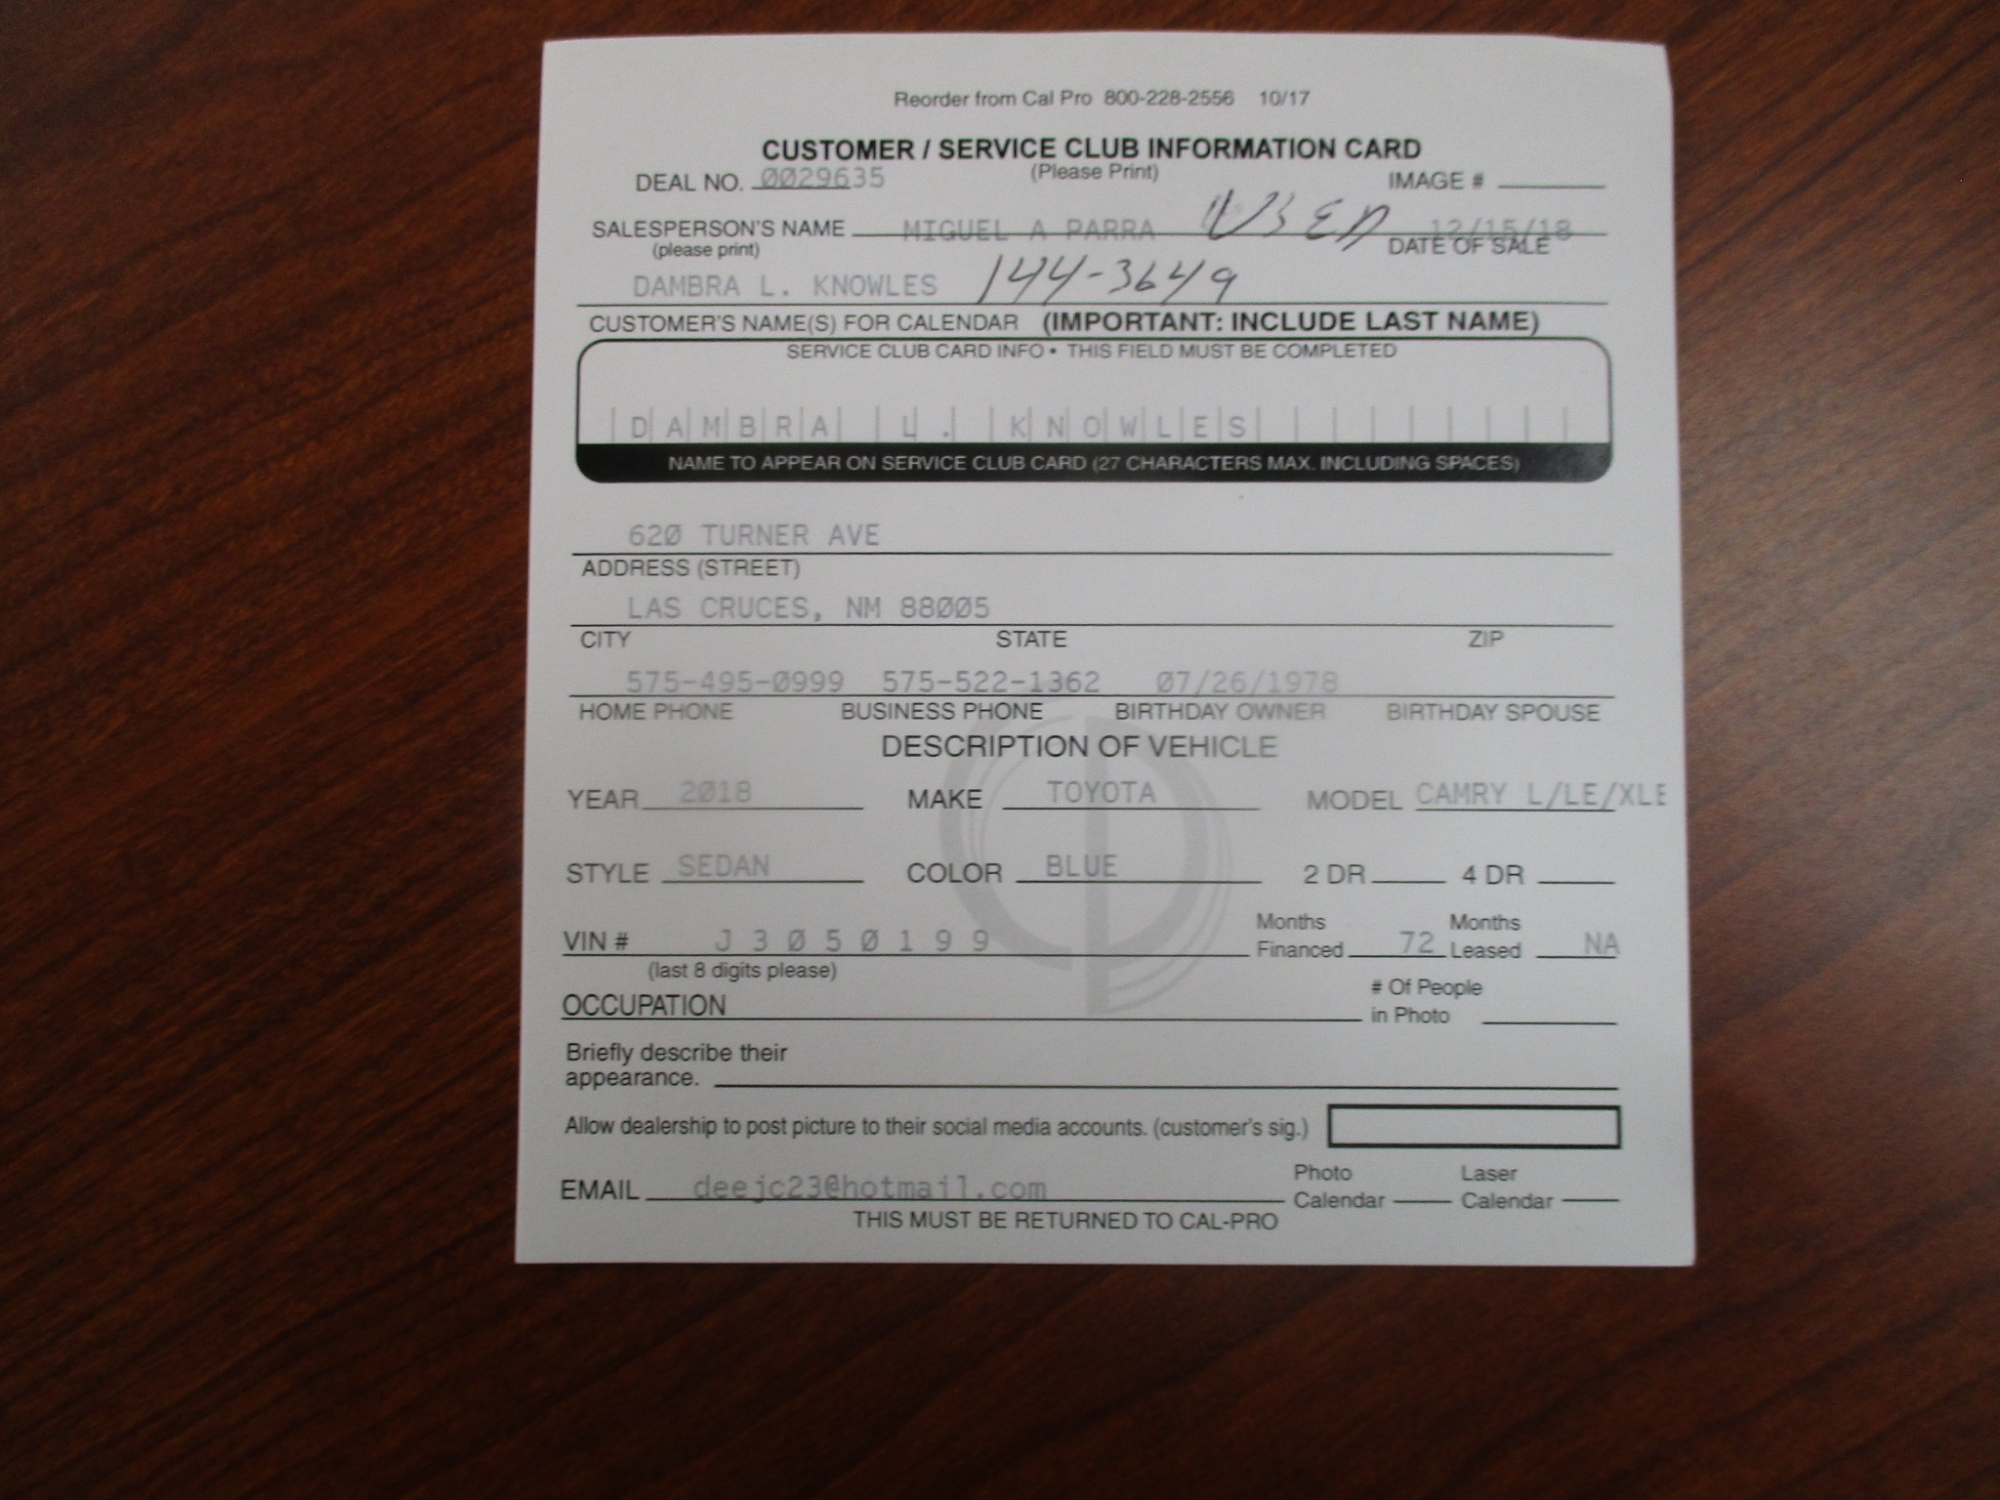 Reorder from Cal Pro 800-228-2556 10/17
CUSTOMER / SERVICE CLUB INFORMATION CARD
DEAL NO. 0029635 (Please Print) IMAGE #
SALESPERSON'S NAME MIGUEL A PARRA USED 12/15/18
(please print) DATE OF SALE
DAMBRA L. KNOWLES 144-3649
CUSTOMER'S NAME(S) FOR CALENDAR (IMPORTANT: INCLUDE LAST NAME)
SERVICE CLUB CARD INFO • THIS FIELD MUST BE COMPLETED
DAMBRA L. KNOWLES
NAME TO APPEAR ON SERVICE CLUB CARD (27 CHARACTERS MAX. INCLUDING SPACES)
620 TURNER AVE
ADDRESS (STREET)
LAS CRUCES, NM 88005
CITY STATE ZIP
575-495-0999 575-522-1362 07/26/1978
HOME PHONE BUSINESS PHONE BIRTHDAY OWNER BIRTHDAY SPOUSE
DESCRIPTION OF VEHICLE
YEAR 2018 MAKE TOYOTA MODEL CAMRY L/LE/XLE
STYLE SEDAN COLOR BLUE 2 DR 4 DR
VIN # J3050199 Months Financed 72 Months Leased NA
(last 8 digits please)
OCCUPATION # Of People in Photo
Briefly describe their
appearance.
Allow dealership to post picture to their social media accounts. (customer's sig.)
EMAIL deejc23@hotmail.com Photo Calendar Laser Calendar
THIS MUST BE RETURNED TO CAL-PRO